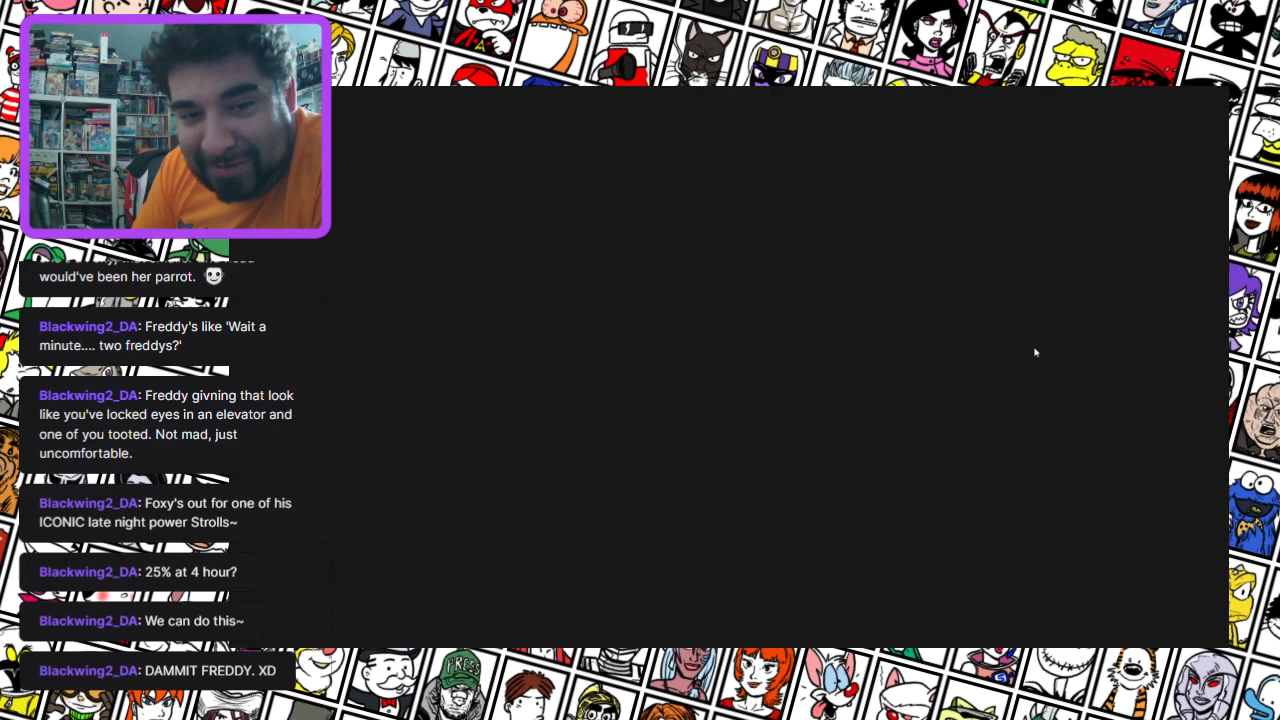 would've been her parrot.
Blackwing2_DA: Freddy's like 'Wait a
minute.... two freddys?'
Blackwing2_DA: Freddy givning that look
like you've locked eyes in an elevator and
one of you tooted. Not mad, just
uncomfortable.
Blackwing2_DA: Foxy's out for one of his
ICONIC late night power Strolls~
Blackwing2_DA: 25% at 4 hour?
Blackwing2_DA: We can do this~
PRESS
Blackwing2_DA: DAMMIT FREDDY. XD